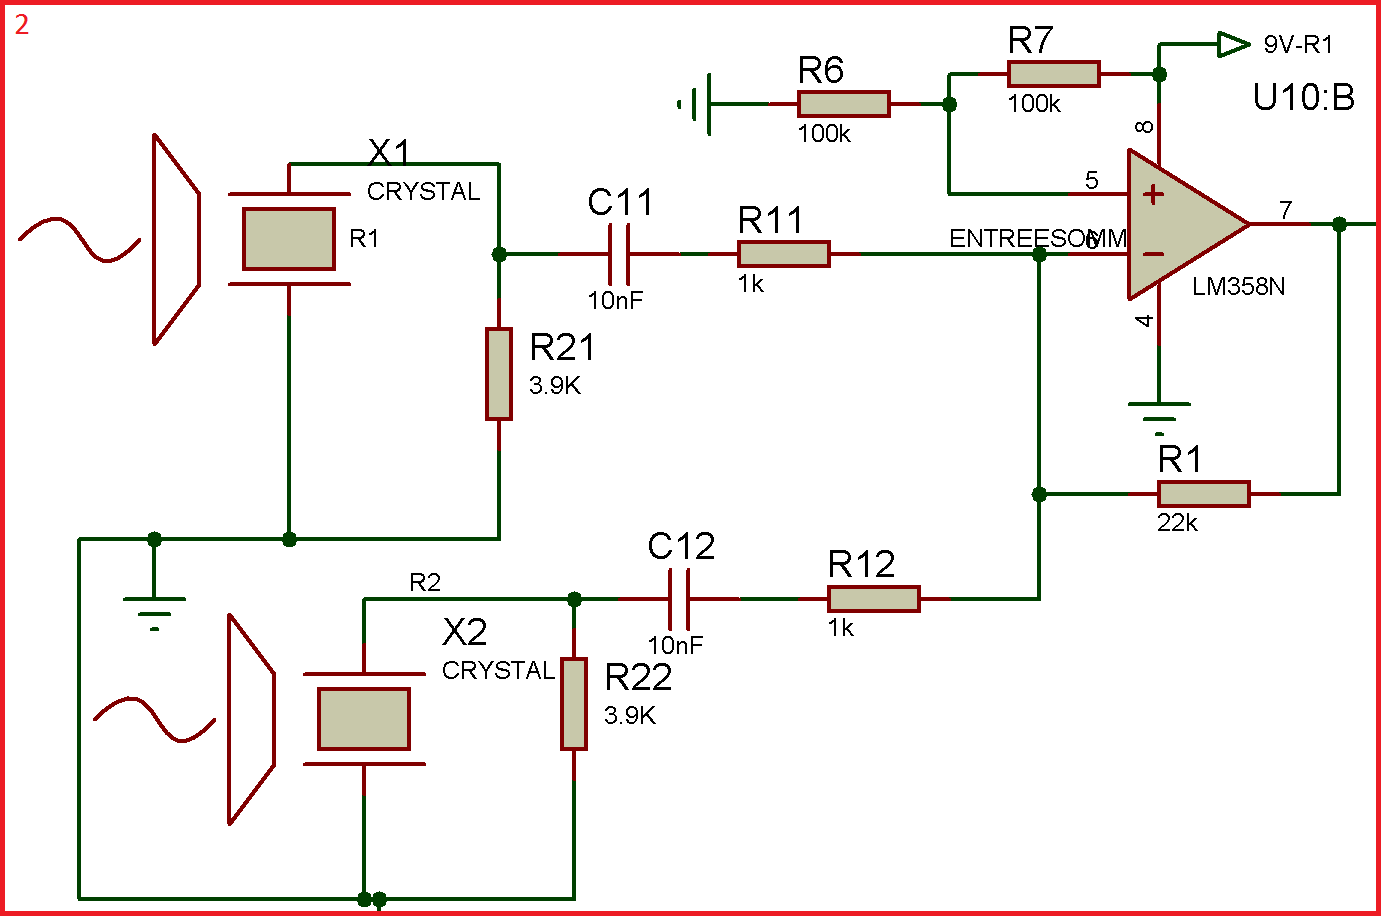 2
R7
100k
9V-R1
R6
100k
U10:B
8
X1
CRYSTAL
R1
C11
10nF
R11
1k
5
ENTREESOMM
6
7
LM358N
4
R21
3.9K
R1
22k
C12
10nF
R12
1k
R2
X2
CRYSTAL
R22
3.9K